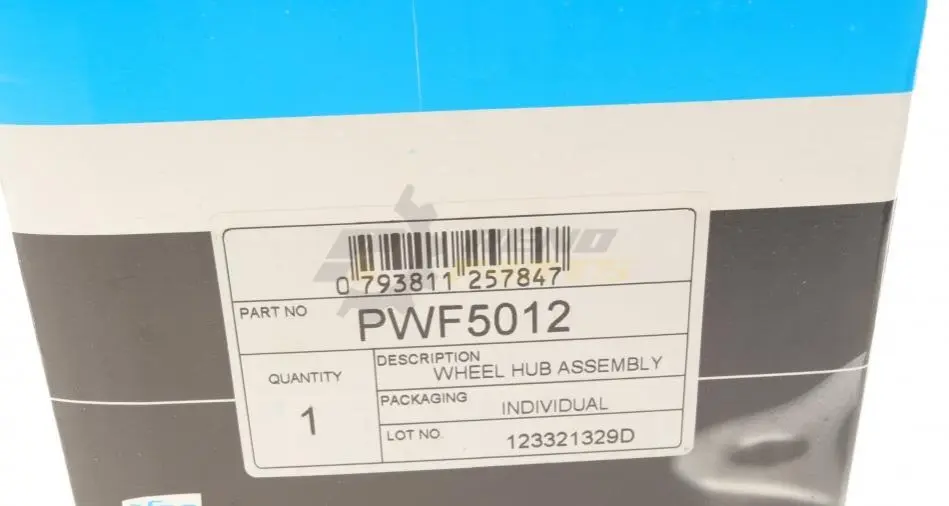 0 793811 257847
PART NO
PWF5012
QUANTITY
1
DESCRIPTION
WHEEL HUB ASSEMBLY
PACKAGING
INDIVIDUAL
LOT NO.
123321329D